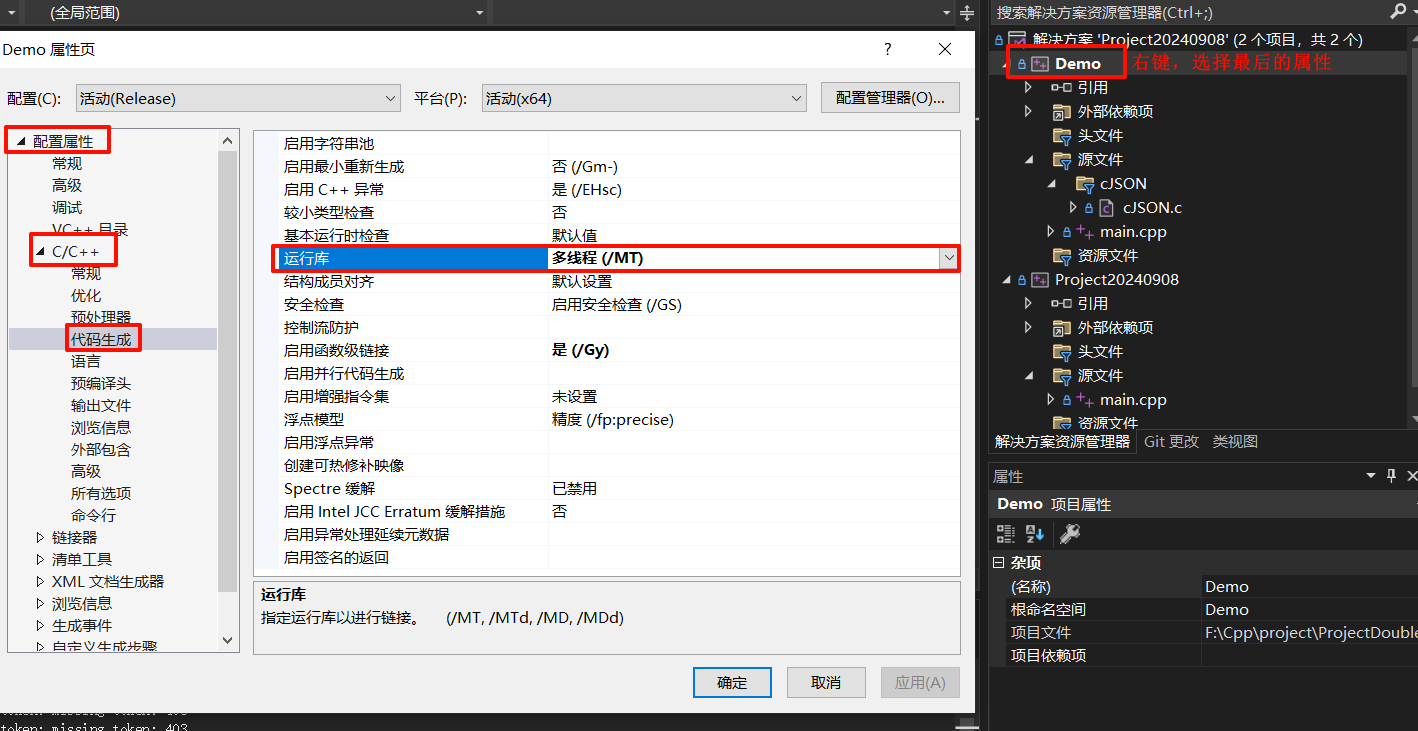 (全局范围)
Demo 属性页
?
配置(C):
活动(Release)
平台(P):
活动(x64)
配置管理器(O)...
配置属性
常规
高级
调试
VC++ 目录
C/C++
常规
优化
预处理器
代码生成
语言
预编译头
输出文件
浏览信息
外部包含
高级
所有选项
命令行
链接器
清单工具
XML 文档生成器
浏览信息
生成事件
自定义生成步骤
启用字符串池
启用最小重新生成 否 (/Gm-)
启用 C++ 异常 是 (/EHsc)
较小类型检查 否
基本运行时检查 默认值
运行库 多线程 (/MT)
结构成员对齐 默认设置
安全检查 启用安全检查 (/GS)
控制流防护
启用函数级链接 是 (/Gy)
启用并行代码生成
启用增强指令集 未设置
浮点模型 精度 (/fp:precise)
启用浮点异常
创建可热修补映像
Spectre 缓解 已禁用
启用 Intel JCC Erratum 缓解措施 否
启用异常处理延续元数据
启用签名的返回
运行库
指定运行库以进行链接。 (/MT, /MTd, /MD, /MDd)
确定
取消
应用(A)
token: missing token: 403
搜索解决方案资源管理器(Ctrl+;)
解决方案 'Project20240908' (2 个项目，共 2 个)
Demo 右键，选择最后的属性
引用
外部依赖项
头文件
源文件
cJSON
cJSON.c
main.cpp
资源文件
Project20240908
引用
外部依赖项
头文件
源文件
main.cpp
资源文件
解决方案资源管理器 Git 更改 类视图
属性
Demo 项目属性
杂项
(名称) Demo
根命名空间 Demo
项目文件 F:\Cpp\project\ProjectDouble
项目依赖项